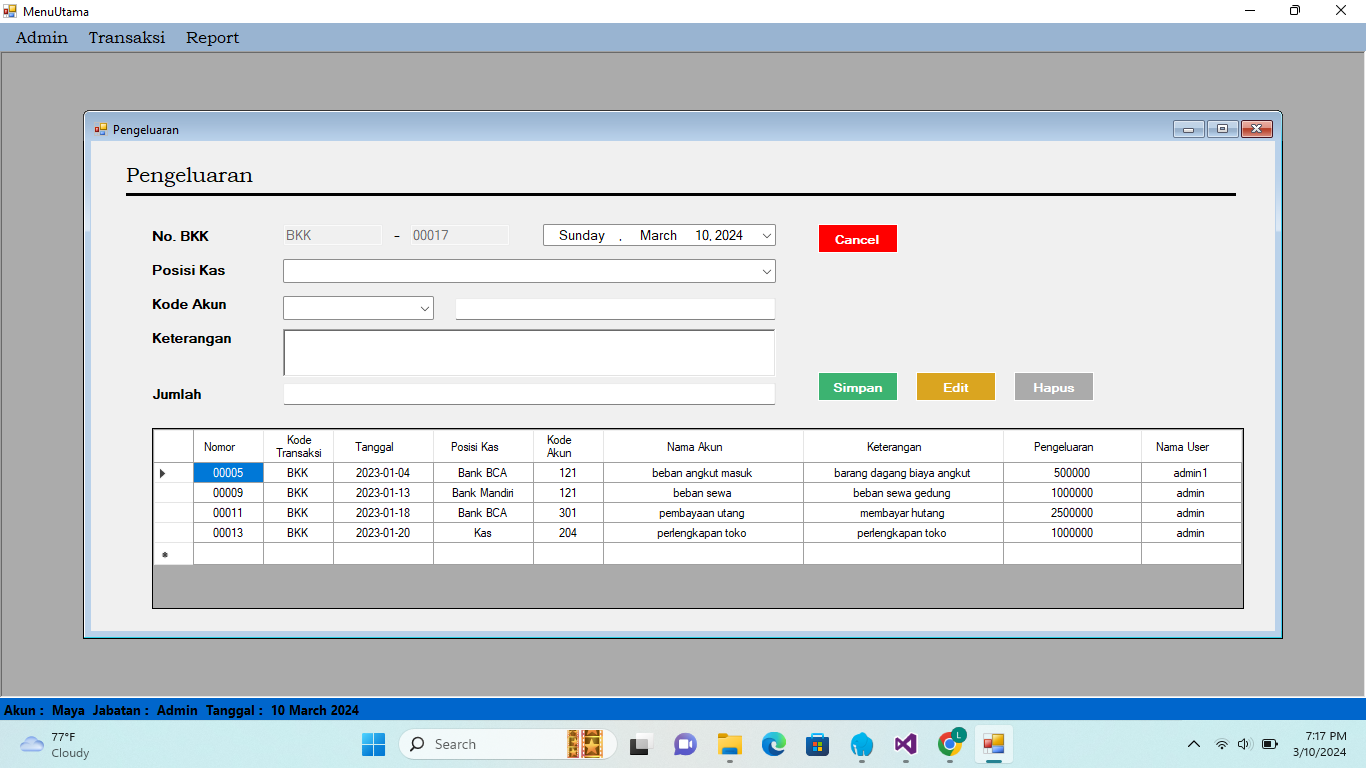 MenuUtama
Admin Transaksi Report
Pengeluaran
Pengeluaran
No. BKK BKK - 00017 Sunday , March 10, 2024 Cancel
Posisi Kas
Kode Akun
Keterangan
Jumlah Simpan Edit Hapus
Nomor Kode Transaksi Tanggal Posisi Kas Kode Akun Nama Akun Keterangan Pengeluaran Nama User
00005 BKK 2023-01-04 Bank BCA 121 beban angkut masuk barang dagang biaya angkut 500000 admin1
00009 BKK 2023-01-13 Bank Mandiri 121 beban sewa beban sewa gedung 1000000 admin
00011 BKK 2023-01-18 Bank BCA 301 pembayaan utang membayar hutang 2500000 admin
00013 BKK 2023-01-20 Kas 204 perlengkapan toko perlengkapan toko 1000000 admin
Akun : Maya Jabatan : Admin Tanggal : 10 March 2024
77°F
Cloudy
Search
L
7:17 PM
3/10/2024